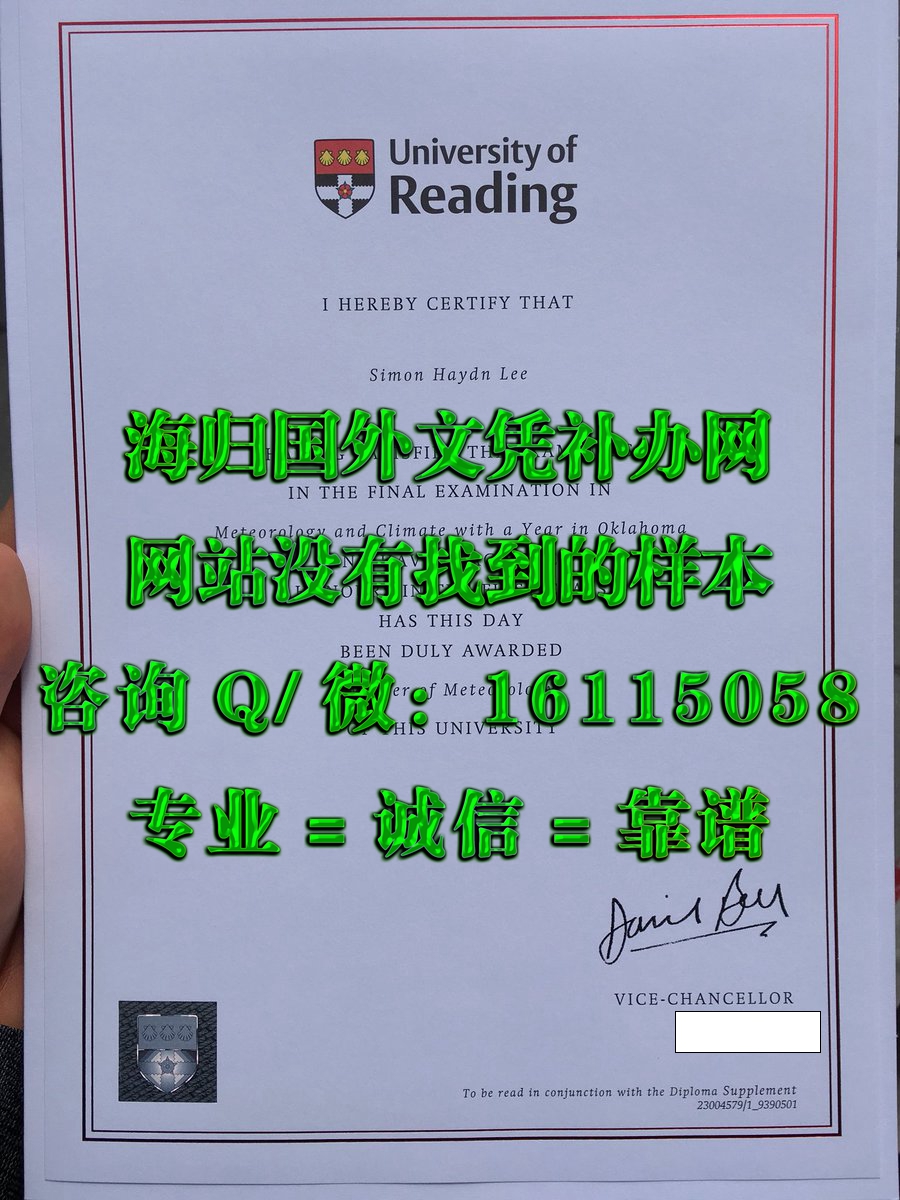 University of
Reading
I HEREBY CERTIFY THAT
Simon Haydn Lee
海归国外文凭补办网
IN THE FINAL EXAMINATION IN
Meteorology and Climate with a Year in Oklahoma
网站没有找到的样本
HAS THIS DAY
BEEN DULY AWARDED
of
咨询 Q/ 微: 16115058
THIS UNIVERSITY
专业 = 诚信 = 靠谱
VICE-CHANCELLOR
To be read in conjunction with the Diploma Supplement
23004579/1_9390501